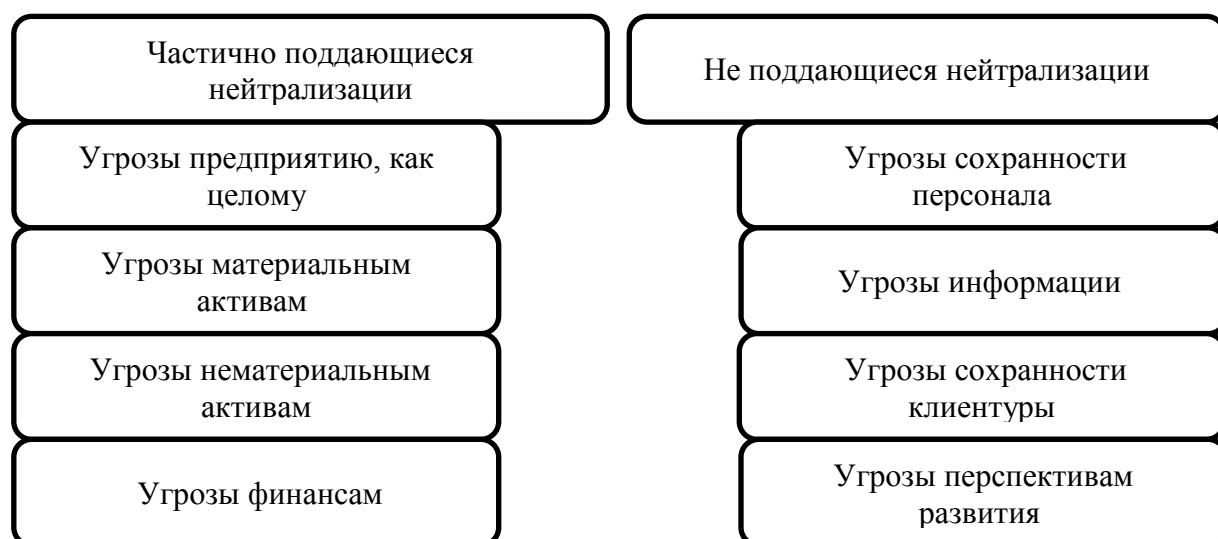 Частично поддающиеся
нейтрализации
Угрозы предприятию, как
целому
Угрозы материальным
активам
Угрозы нематериальным
активам
Угрозы финансам
Не поддающиеся нейтрализации
Угрозы сохранности
персонала
Угрозы информации
Угрозы сохранности
клиентуры
Угрозы перспективам
развития